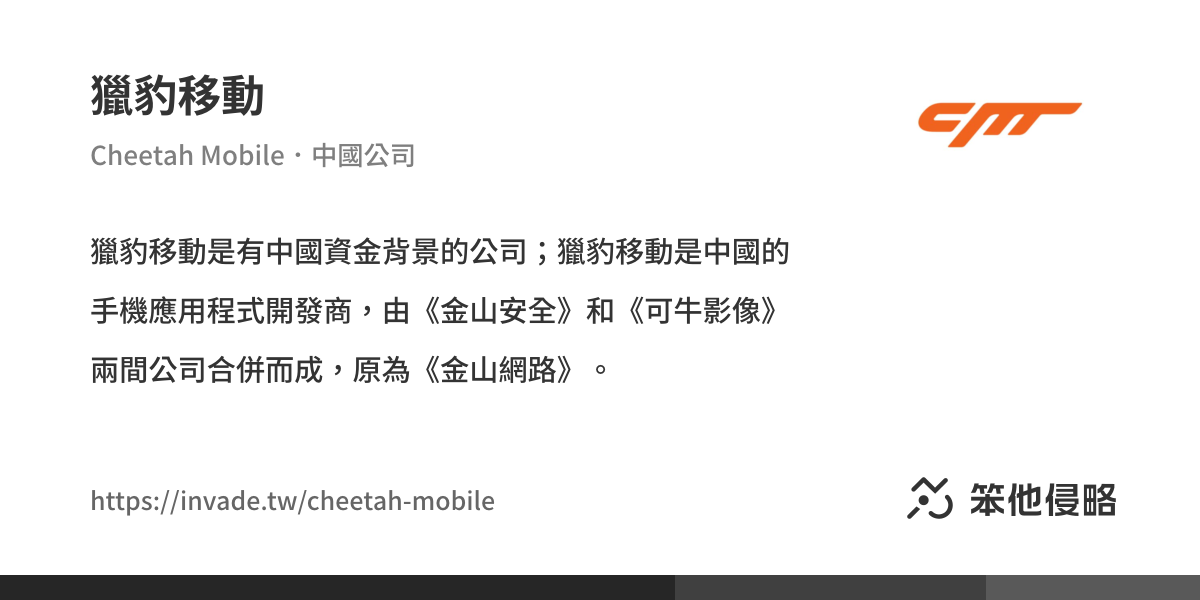 獵豹移動
Cheetah Mobile・中國公司
獵豹移動是有中國資金背景的公司；獵豹移動是中國的
手機應用程式開發商，由《金山安全》和《可牛影像》
兩間公司合併而成，原為《金山網路》。
https://invade.tw/cheetah-mobile
笨他侵略